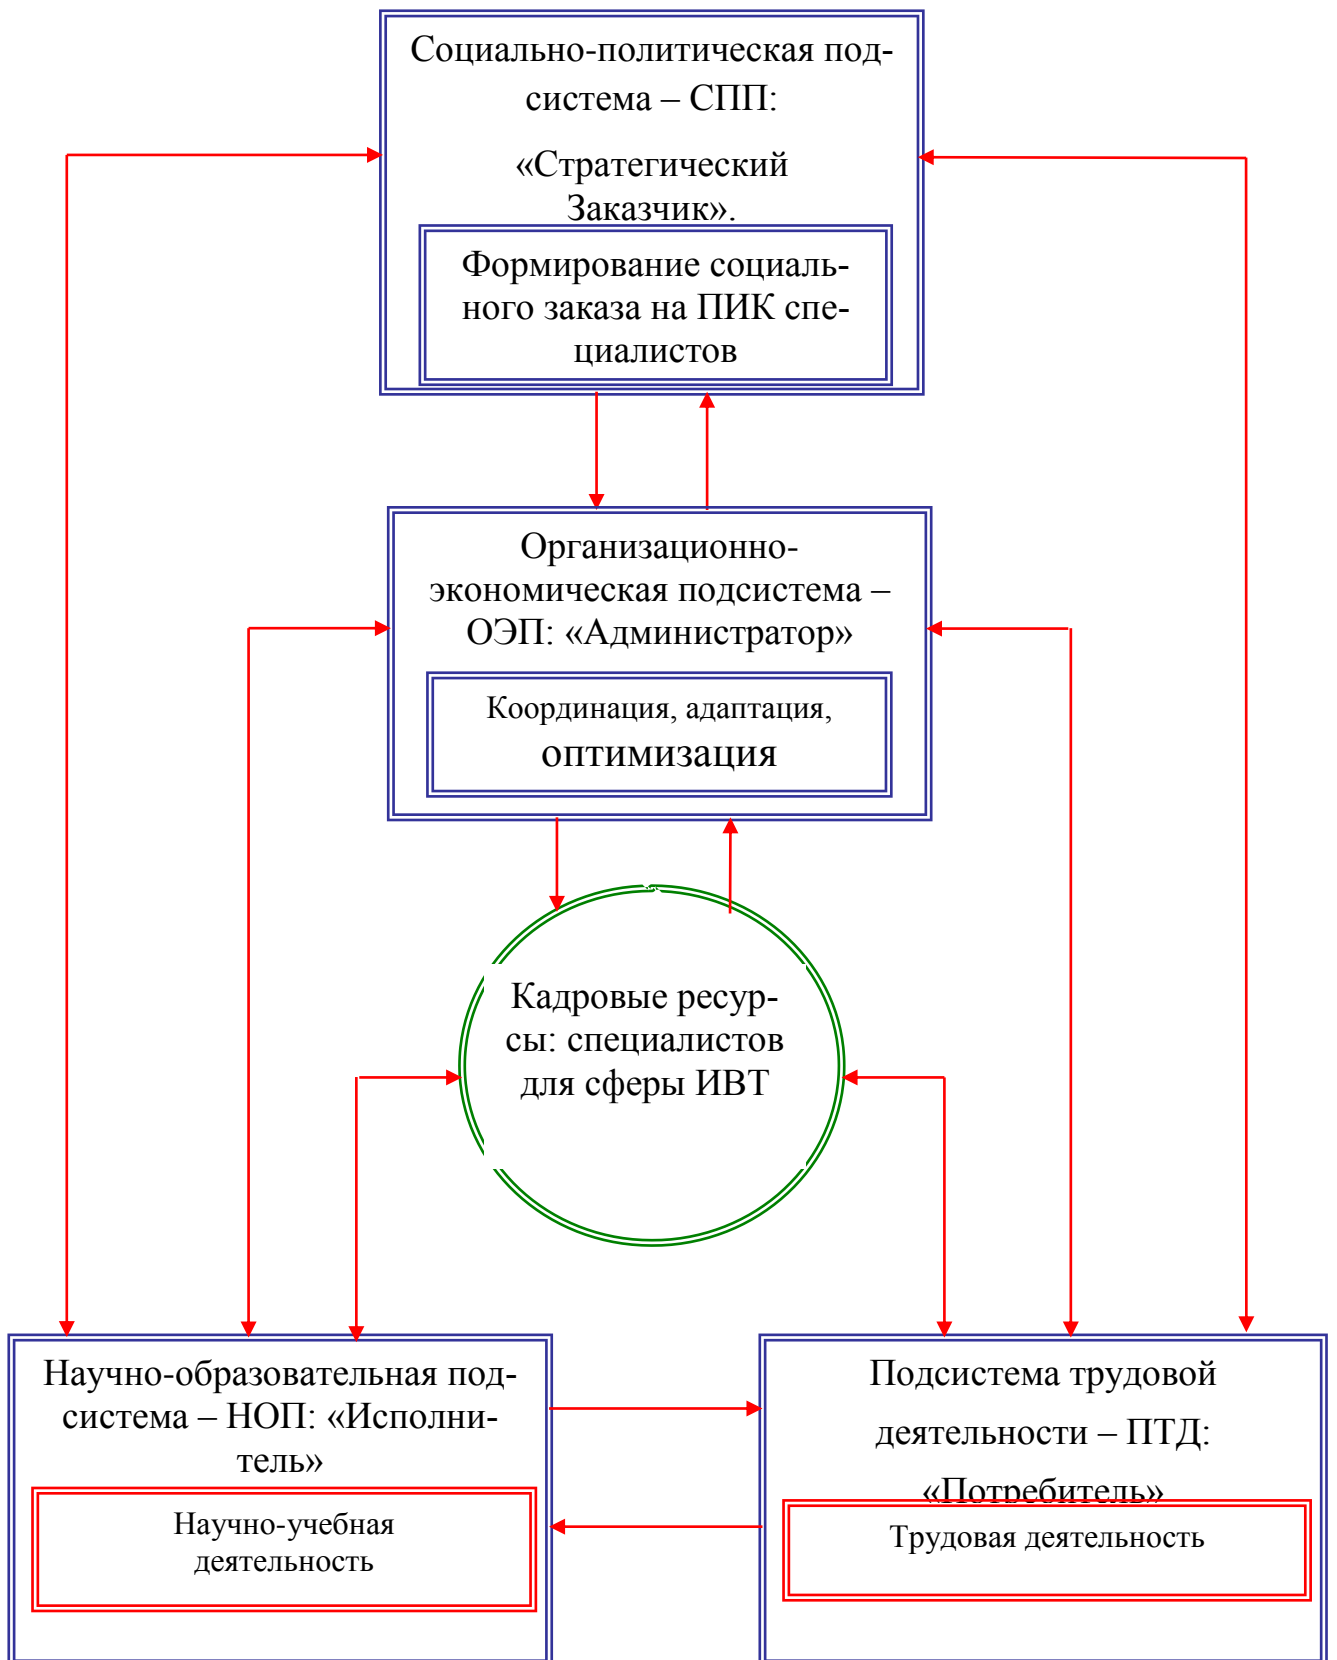 Социально-политическая под-
система – СПП:
«Стратегический
Заказчик».
Формирование социаль-
ного заказа на ПИК спе-
циалистов
Организационно-
экономическая подсистема –
ОЭП: «Администратор»
Координация, адаптация,
оптимизация
Кадровые ресур-
сы: специалистов
для сферы ИВТ
Научно-образовательная под-
система – НОП: «Исполни-
тель»
Научно-учебная
деятельность
Подсистема трудовой
деятельности – ПТД:
«Потребитель»
Трудовая деятельность